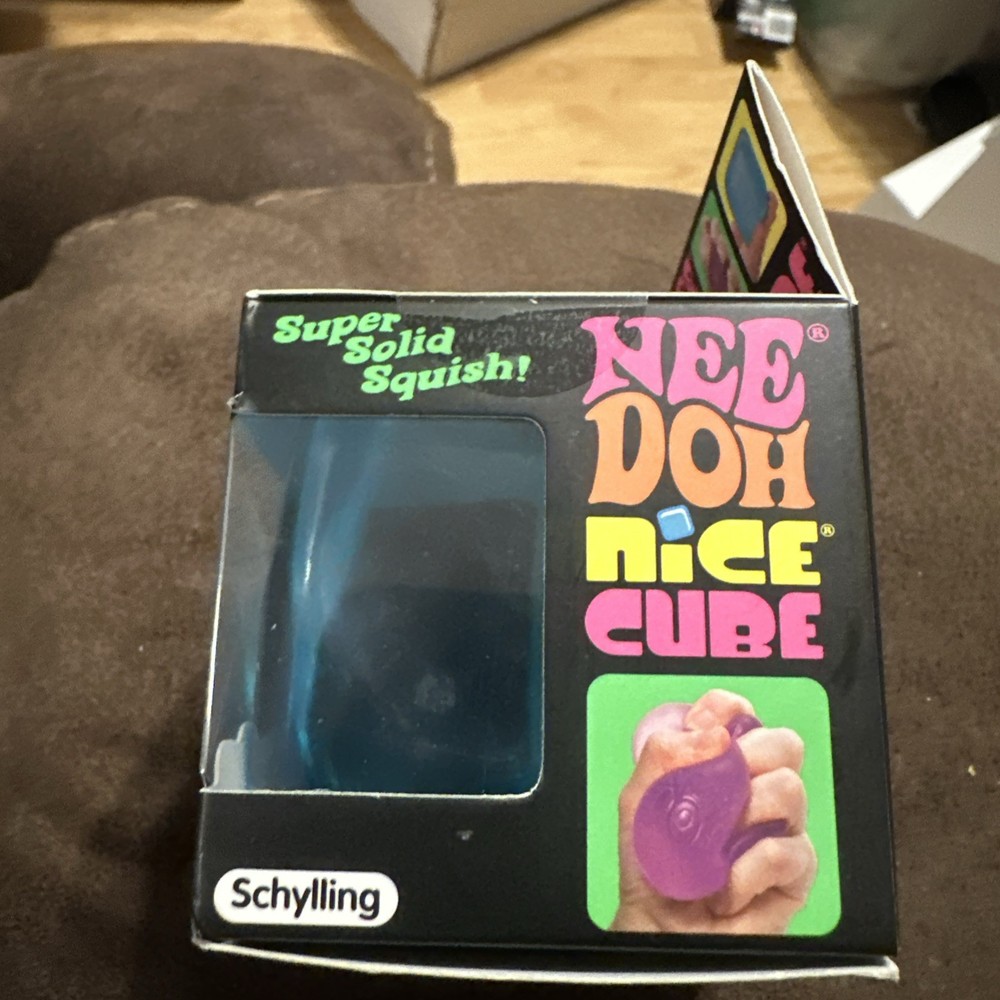 Super
Solid
Squish!
NEE®
DOH
NiCE®
CUBE
Schylling